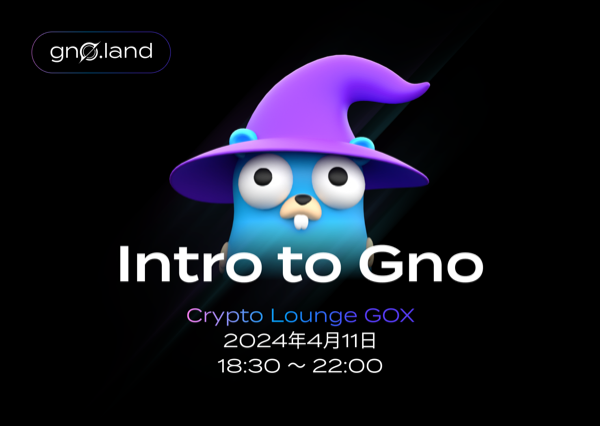 gnø.land
Intro to Gno
Crypto Lounge GOX
2024年4月11日
18:30 〜 22:00